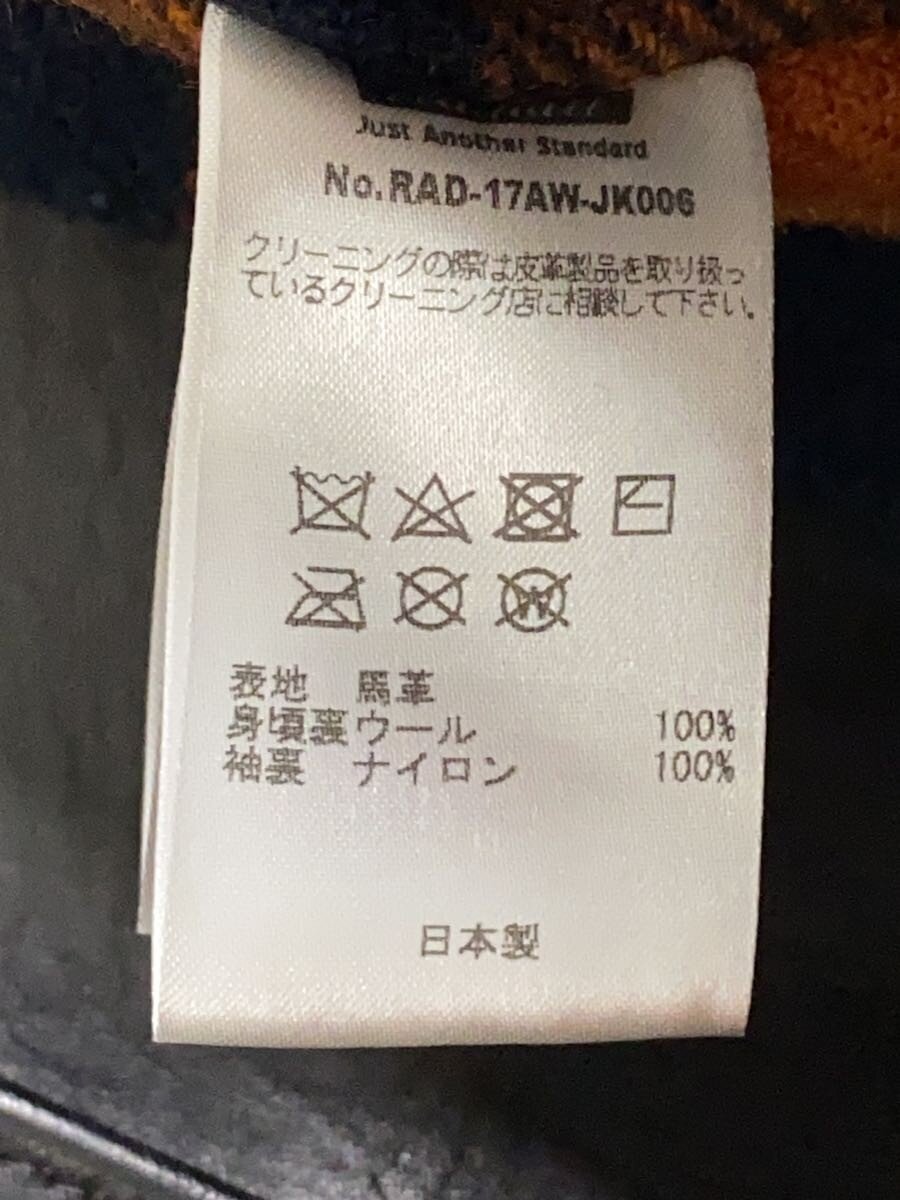 Just Another Standard
No.RAD-17AW-JK006
クリーニングの際は皮革製品を取り扱っ
ているクリーニング店に相談して下さい。
W
表地 馬革
身頃裏ウール 100%
袖裏 ナイロン 100%
日本製